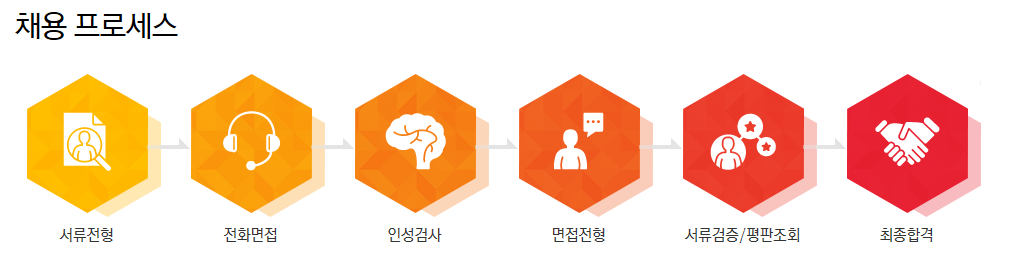 채용 프로세스
서류전형
전화면접
인성검사
면접전형
서류검증/평판조회
최종합격